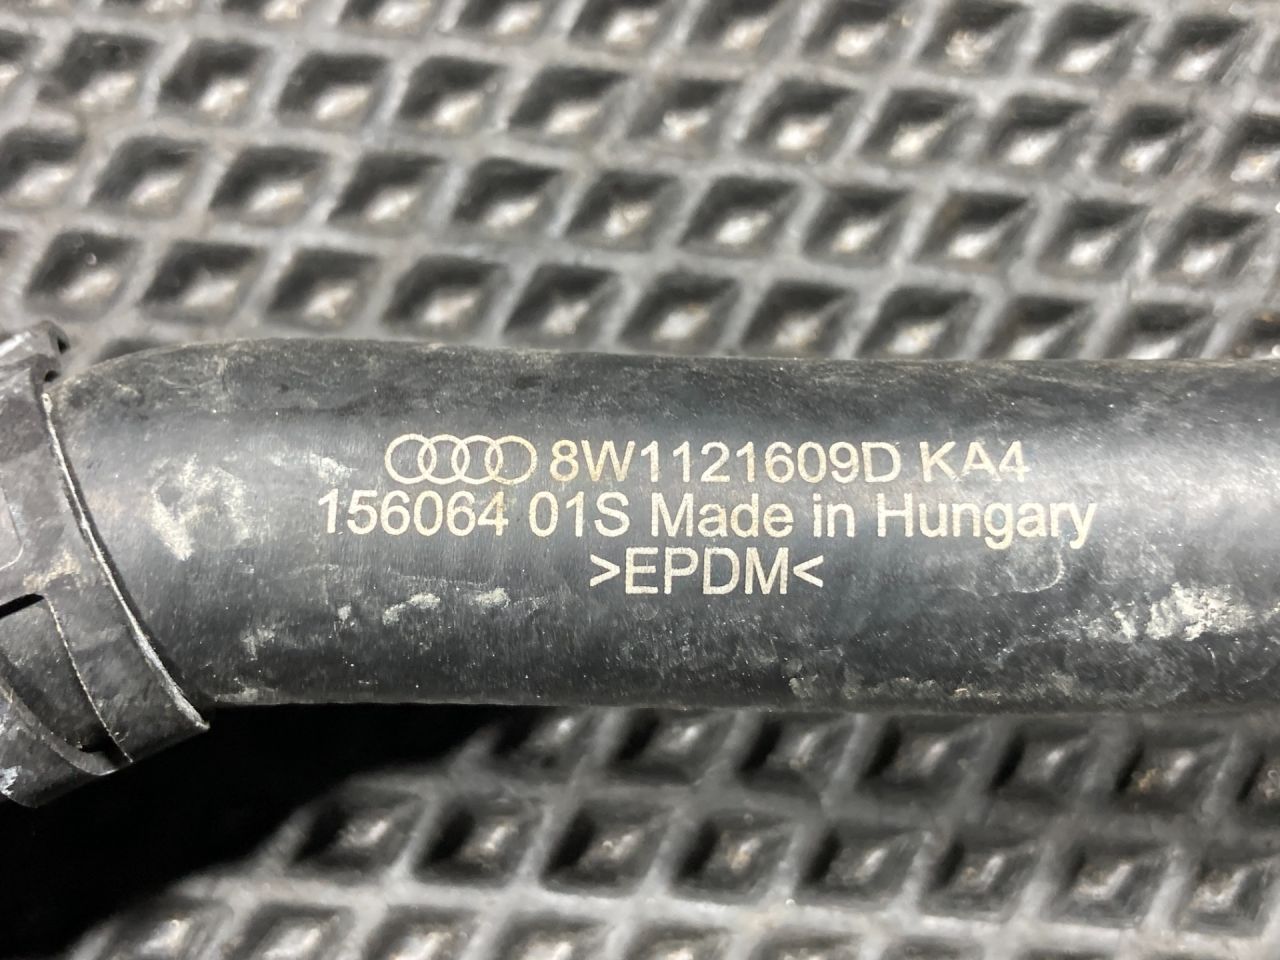 8W1121609D KA4
156064 01S Made in Hungary
>EPDM<